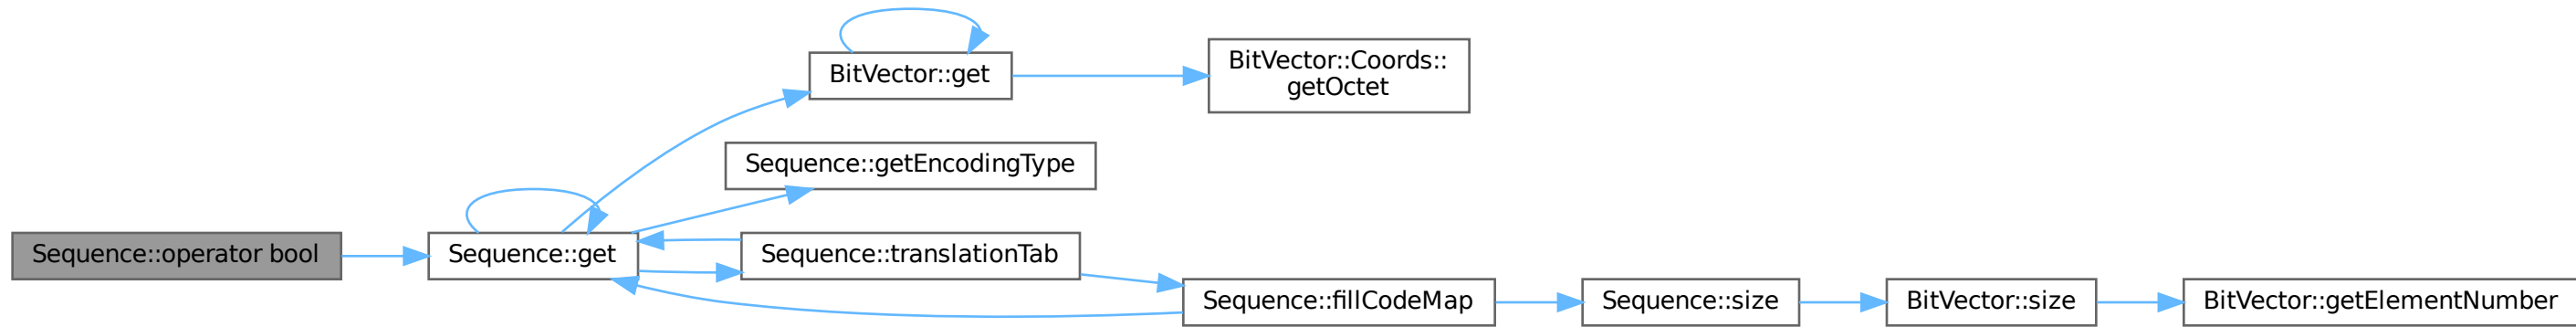 BitVector::get
BitVector::Coords::
getOctet
Sequence::getEncodingType
Sequence::operator bool
Sequence::get
Sequence::translationTab
Sequence::fillCodeMap
Sequence::size
BitVector::size
BitVector::getElementNumber